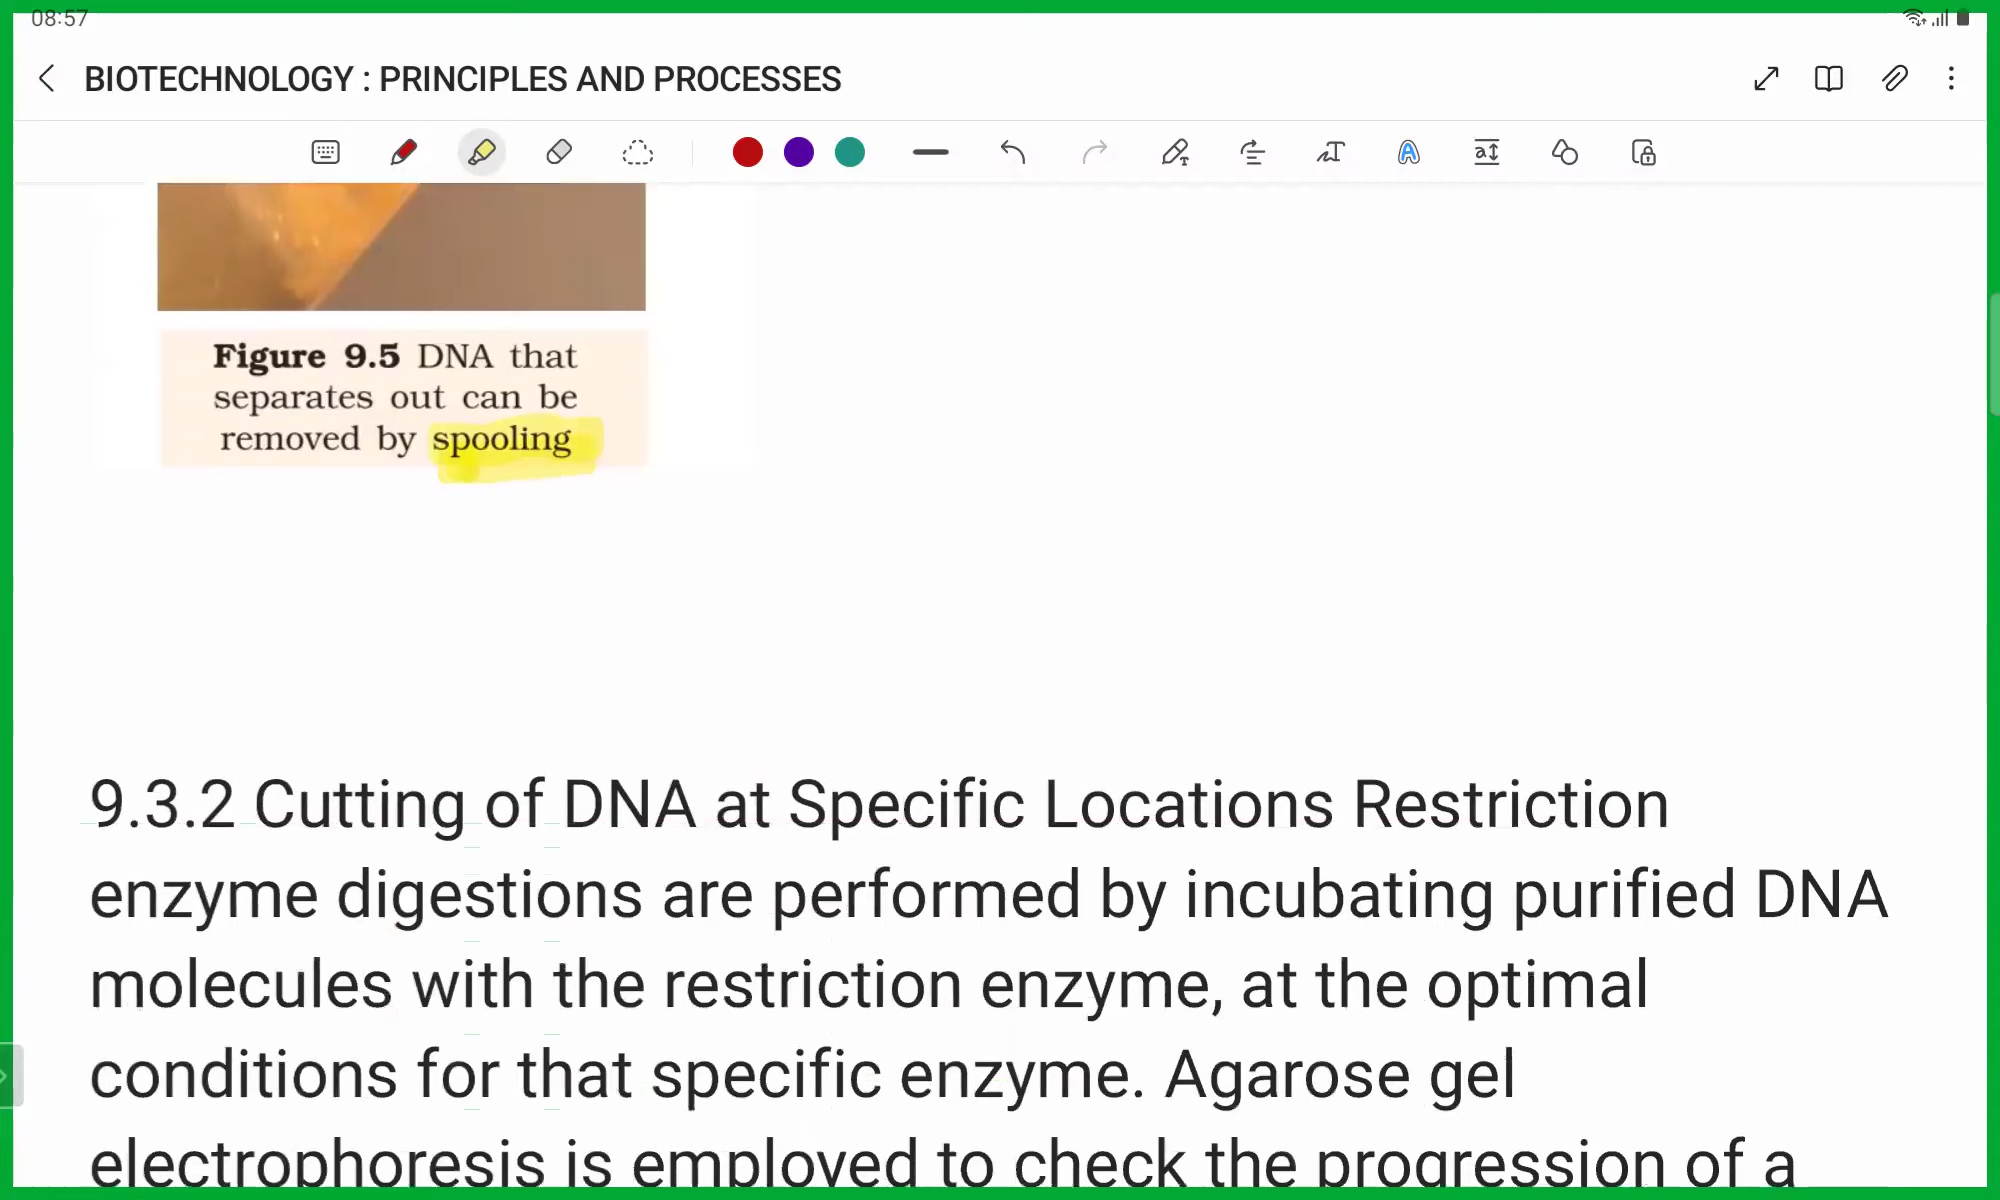 08:57
BIOTECHNOLOGY : PRINCIPLES AND PROCESSES
Figure 9.5 DNA that
separates out can be
removed by spooling
9.3.2 Cutting of DNA at Specific Locations Restriction
enzyme digestions are performed by incubating purified DNA
molecules with the restriction enzyme, at the optimal
conditions for that specific enzyme. Agarose gel
electrophoresis is employed to check the progression of a